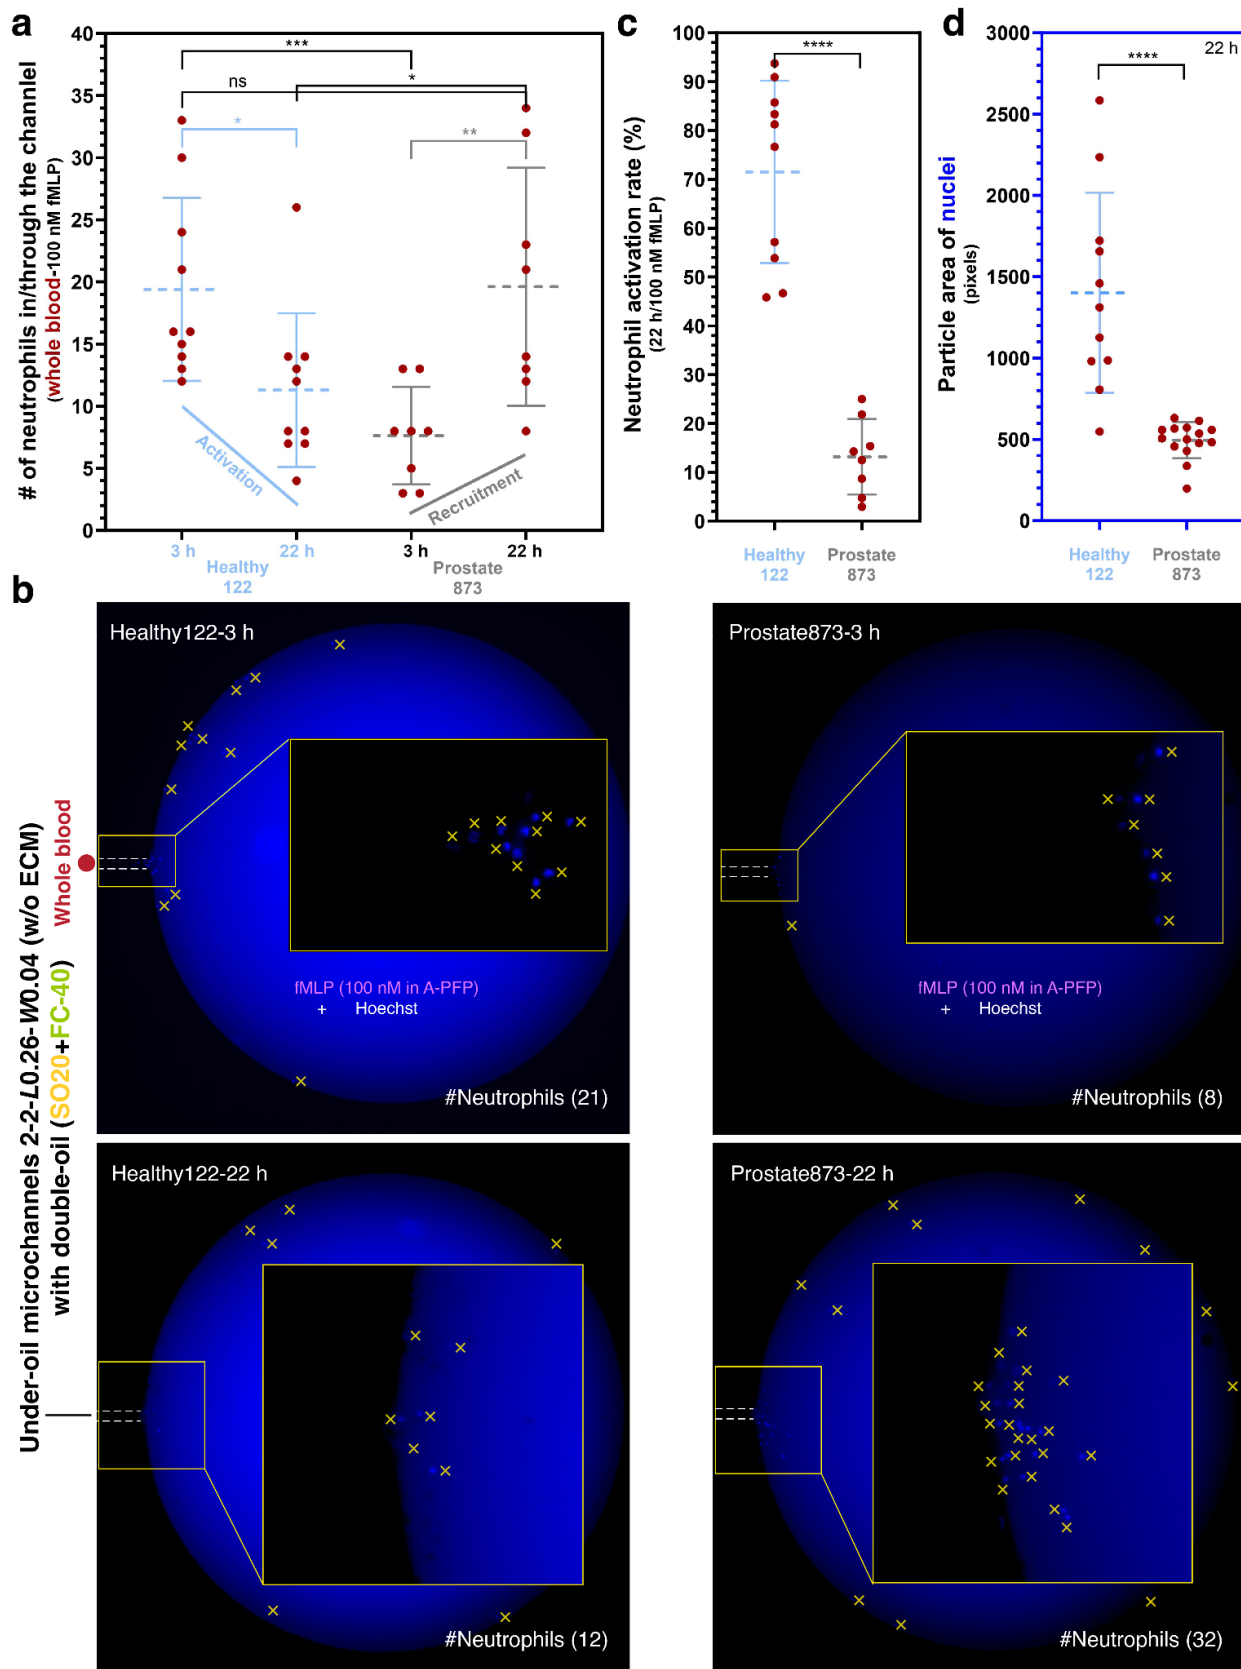 a
# of neutrophils in/through the channlel
(whole blood-100 nM fMLP)
40
35
30
25
20
15
10
5
0
***
ns
*
*
**
Activation
Recruitment
3 h
22 h
3 h
22 h
Healthy
122
Prostate
873
c
Neutrophil activation rate (%)
(22 h/100 nM fMLP)
100
90
80
70
60
50
40
30
20
10
0
****
Healthy
122
Prostate
873
d
Particle area of nuclei
(pixels)
3000
2500
2000
1500
1000
500
0
22 h
****
Healthy
122
Prostate
873
b
Under-oil microchannels 2-2-L0.26-W0.04 (w/o ECM)
with double-oil (SO20+FC-40)
Whole blood
Healthy122-3 h
fMLP (100 nM in A-PFP)
+ Hoechst
#Neutrophils (21)
Prostate873-3 h
fMLP (100 nM in A-PFP)
+ Hoechst
#Neutrophils (8)
Healthy122-22 h
#Neutrophils (12)
Prostate873-22 h
#Neutrophils (32)